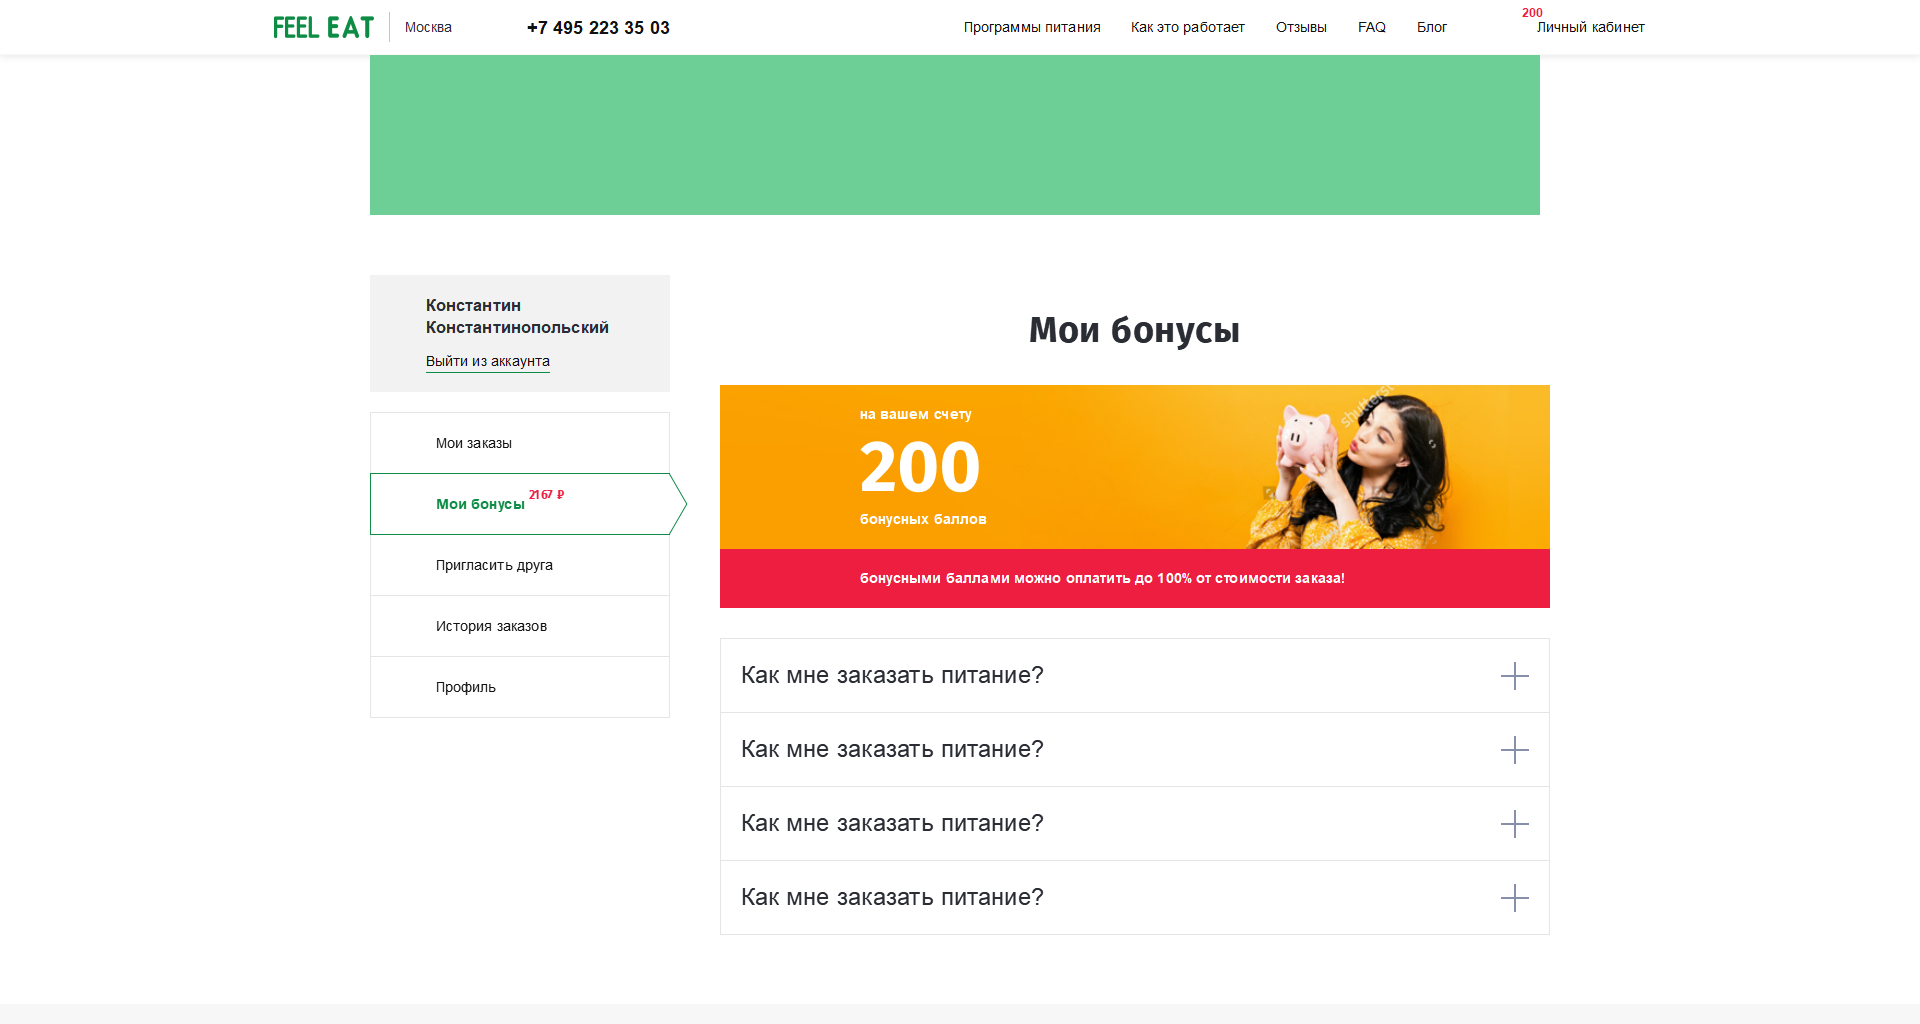 FEEL EAT
Москва
+7 495 223 35 03
Программы питания
Как это работает
Отзывы
FAQ
Блог
200
Личный кабинет
Константин
Константинопольский
Выйти из аккаунта
Мои заказы
Мои бонусы 2167 ₽
Пригласить друга
История заказов
Профиль
Мои бонусы
на вашем счету
200
бонусных баллов
shutterst
бонусными баллами можно оплатить до 100% от стоимости заказа!
Как мне заказать питание?
Как мне заказать питание?
Как мне заказать питание?
Как мне заказать питание?